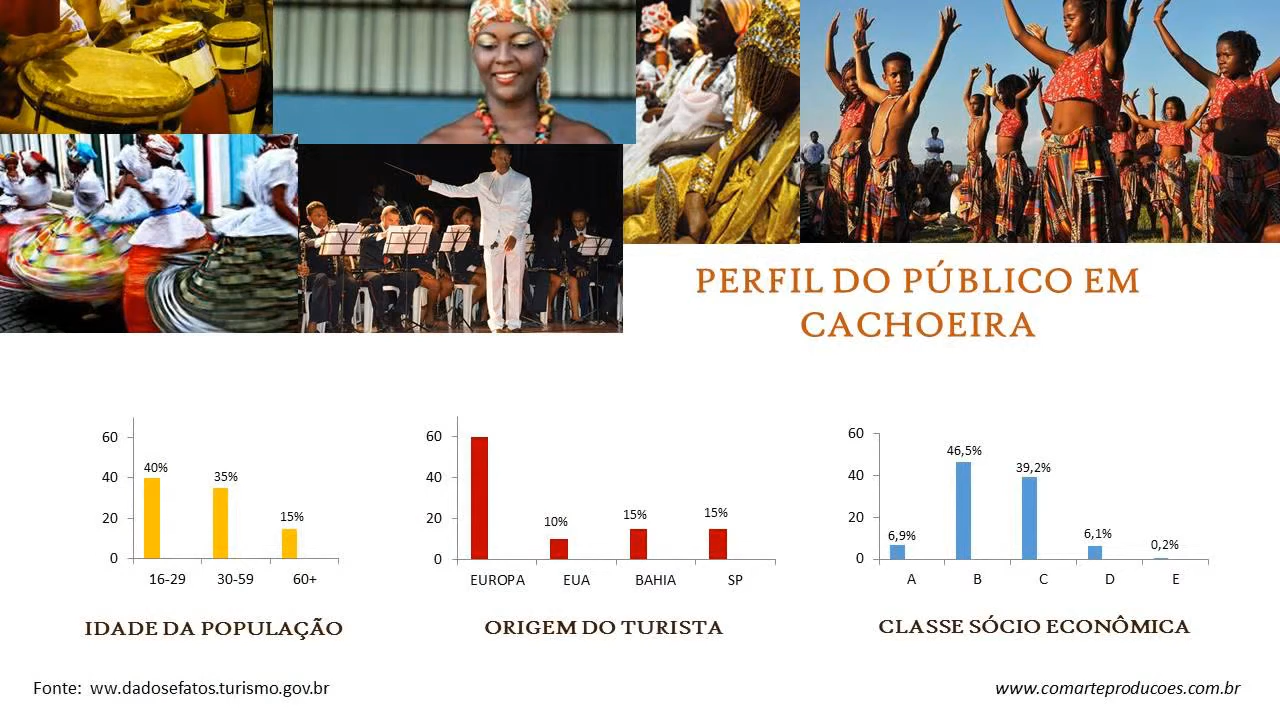 PERFIL DO PÚBLICO EM
CACHOEIRA
60
40
20
0
40%
35%
15%
16-29
30-59
60+
IDADE DA POPULAÇÃO
60
40
20
0
10%
15%
15%
EUROPA
EUA
BAHIA
SP
ORIGEM DO TURISTA
60
40
20
0
6,9%
46,5%
39,2%
6,1%
0,2%
A
B
C
D
E
CLASSE SÓCIO ECONÔMICA
Fonte: ww.dadosefatos.turismo.gov.br
www.comarteproducoes.com.br